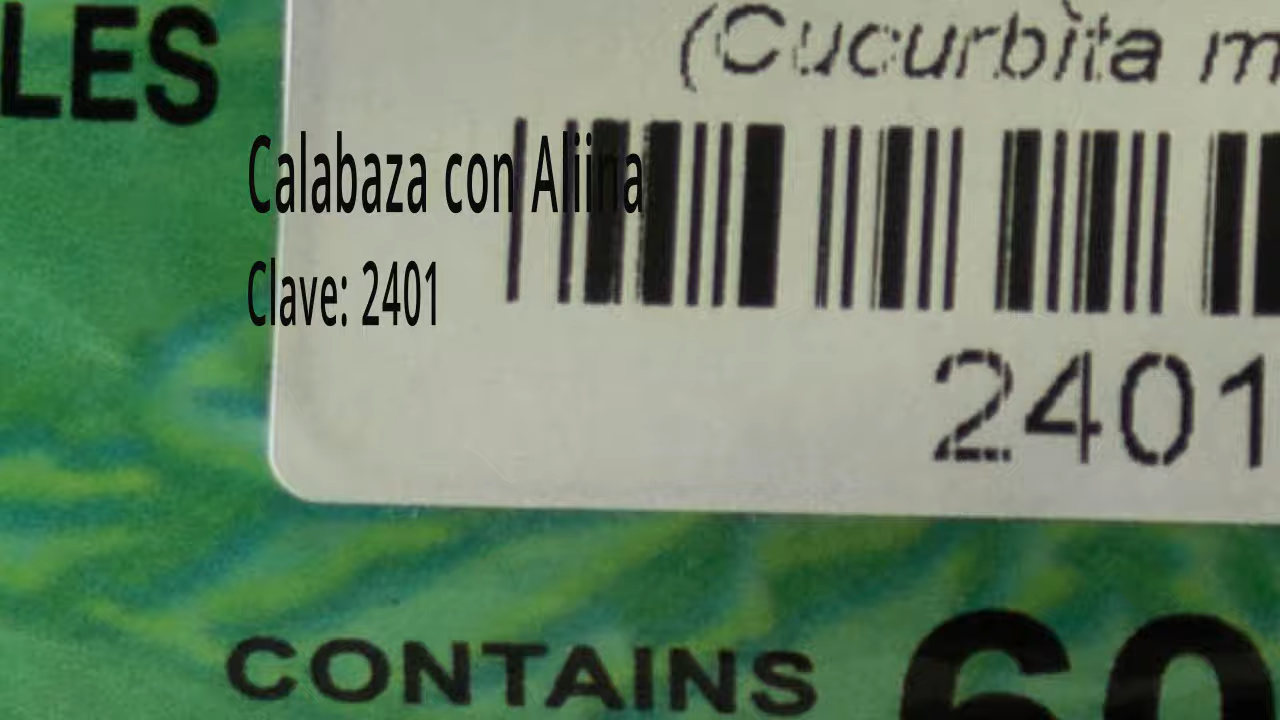 LES
(Cucurbita m
Calabaza con Aliina
Clave: 2401
2401
CONTAINS 60